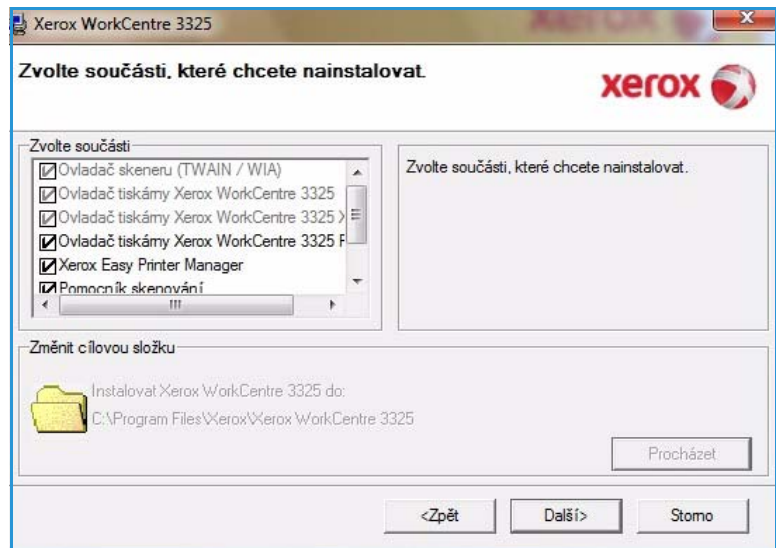 Xerox WorkCentre 3325
Zvolte součásti, které chcete nainstalovat.
xerox
Zvolte součásti
Ovladač skeneru (TWAIN / WIA)
Ovladač tiskárny Xerox WorkCentre 3325
Ovladač tiskárny Xerox WorkCentre 3325 X
Ovladač tiskárny Xerox WorkCentre 3325 P
Xerox Easy Printer Manager
Pomocník skenování
Zvolte součásti, které chcete nainstalovat.
Změnit cílovou složku
Instalovat Xerox WorkCentre 3325 do:
C:\Program Files\Xerox\Xerox WorkCentre 3325
Procházet
<Zpět
Další>
Storno